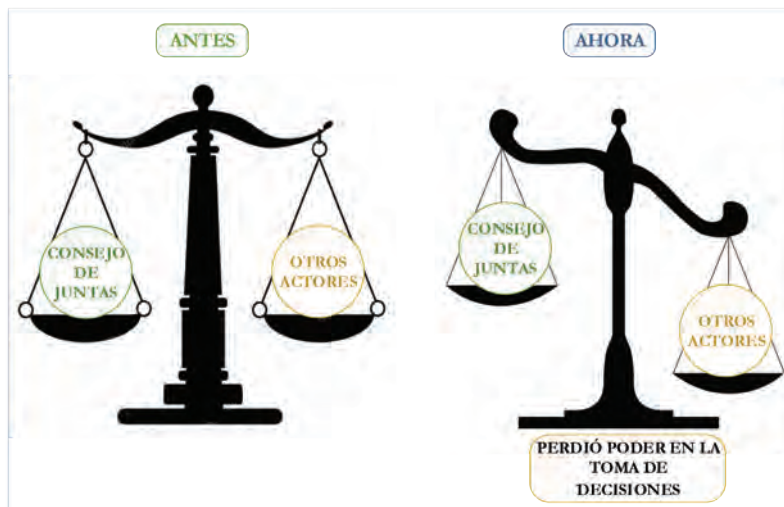 ANTES
AHORA
CONSEJO
DE
JUNTAS
OTROS
ACTORES
CONSEJO
DE
JUNTAS
OTROS
ACTORES
PERDIÓ PODER EN LA
TOMA DE
DECISIONES